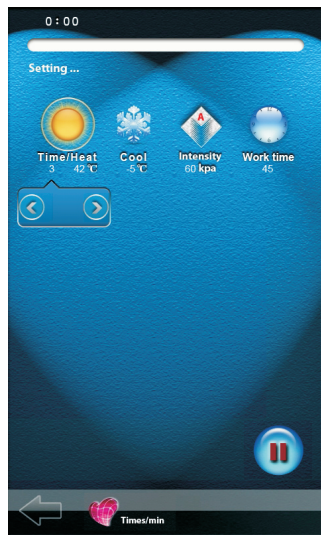 0:00
Setting ...
A
Time/Heat Cool Intensity Work time
3 42 ℃ -5 ℃ 60 kpa 45
Times/min